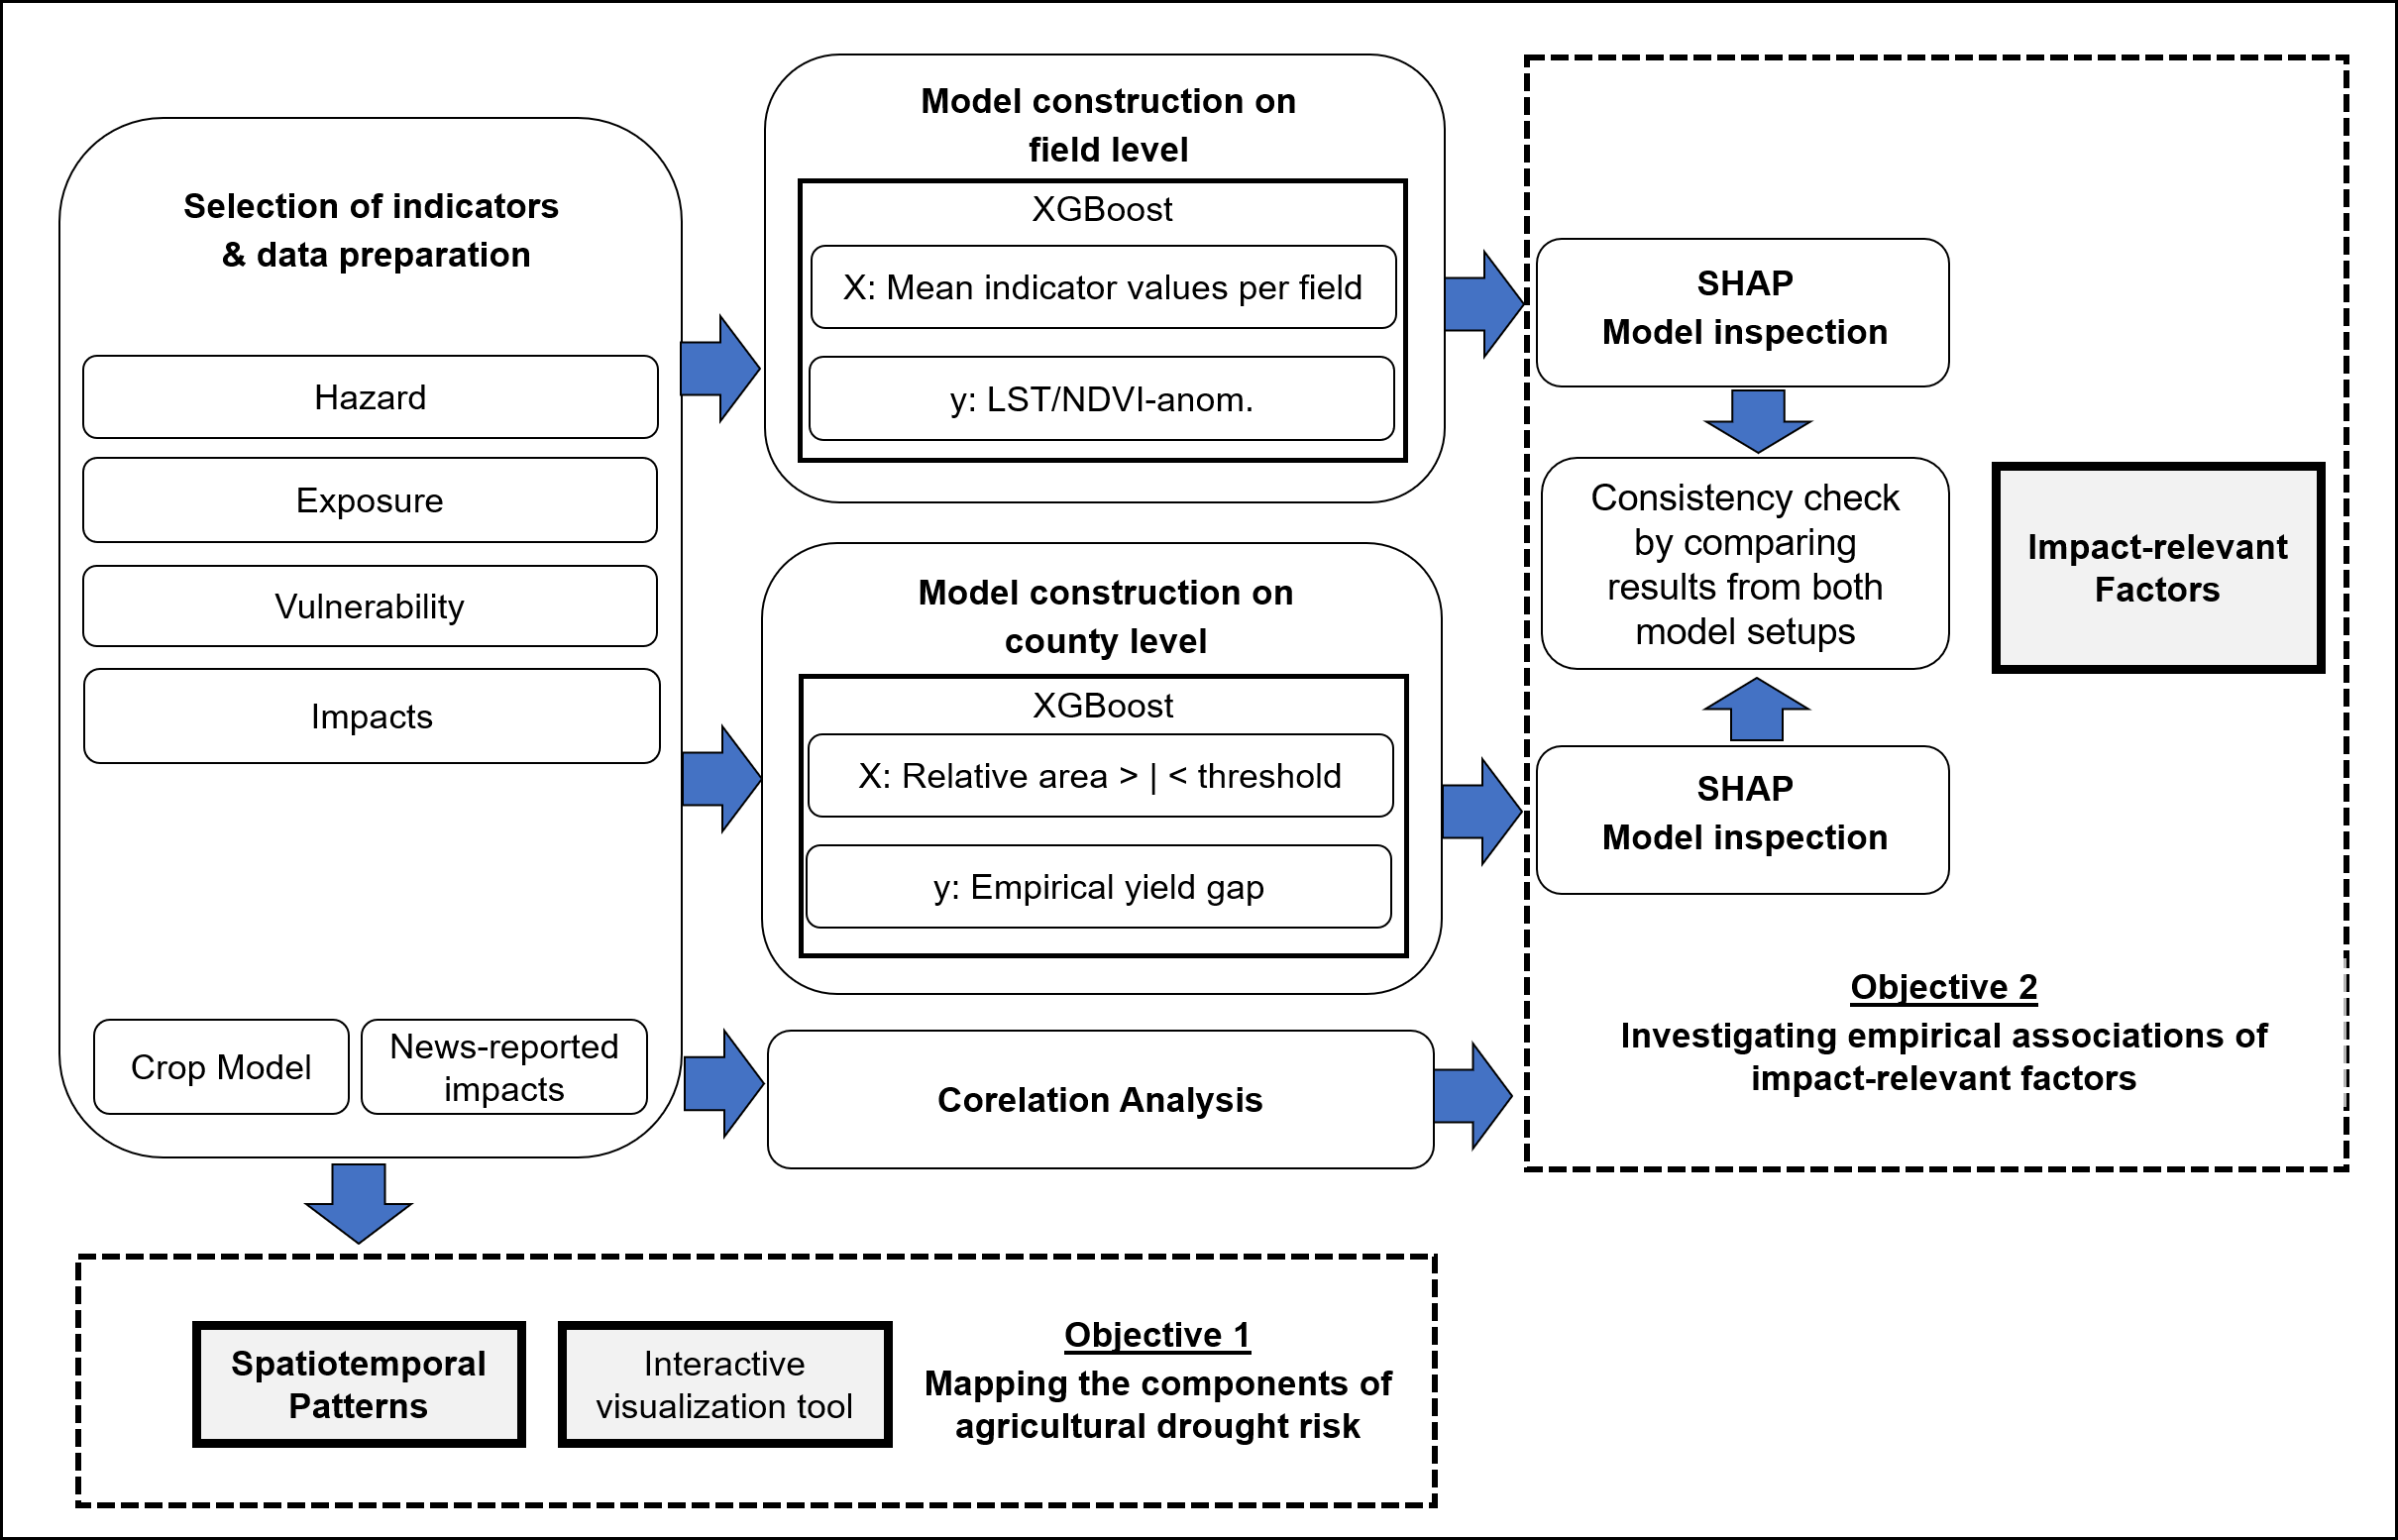 Selection of indicators
& data preparation
Hazard
Exposure
Vulnerability
Impacts
Crop Model
News-reported
impacts
Model construction on
field level
XGBoost
X: Mean indicator values per field
y: LST/NDVI-anom.
Model construction on
county level
XGBoost
X: Relative area > | < threshold
y: Empirical yield gap
Corelation Analysis
SHAP
Model inspection
Consistency check
by comparing
results from both
model setups
SHAP
Model inspection
Impact-relevant
Factors
Objective 2
Investigating empirical associations of
impact-relevant factors
Spatiotemporal
Patterns
Interactive
visualization tool
Objective 1
Mapping the components of
agricultural drought risk